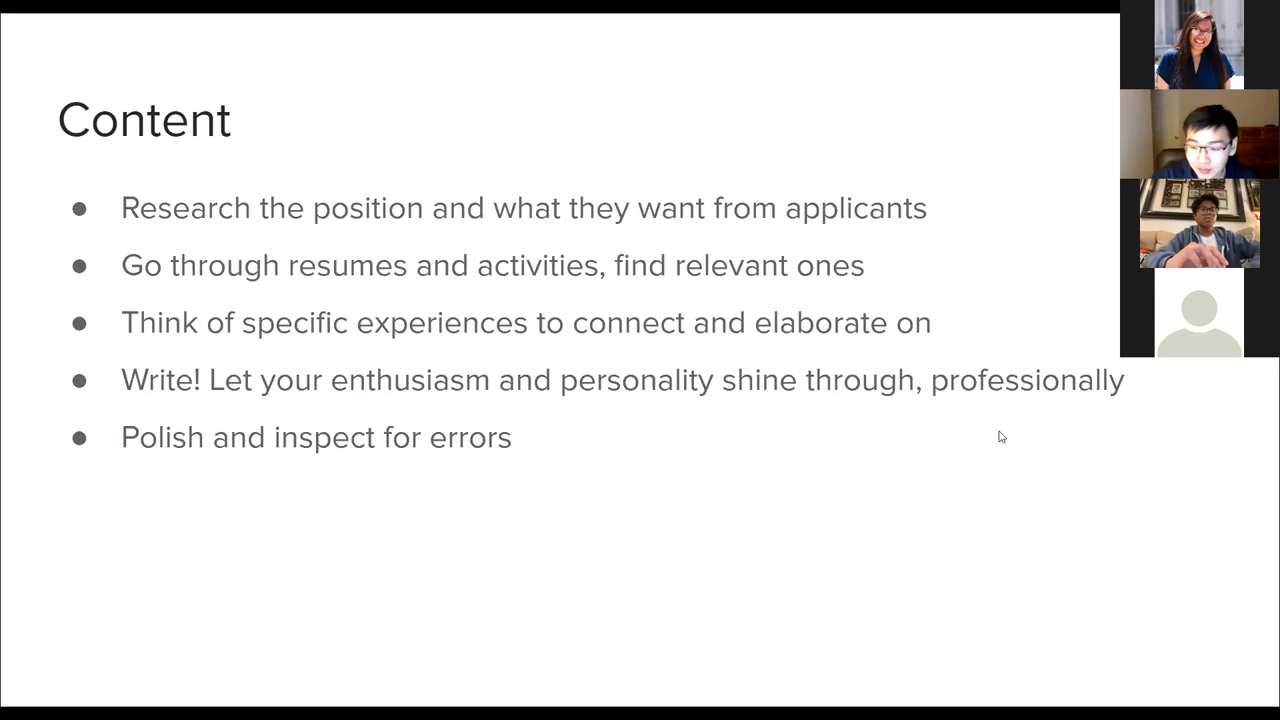 Content
● Research the position and what they want from applicants
● Go through resumes and activities, find relevant ones
● Think of specific experiences to connect and elaborate on
● Write! Let your enthusiasm and personality shine through, professionally
● Polish and inspect for errors